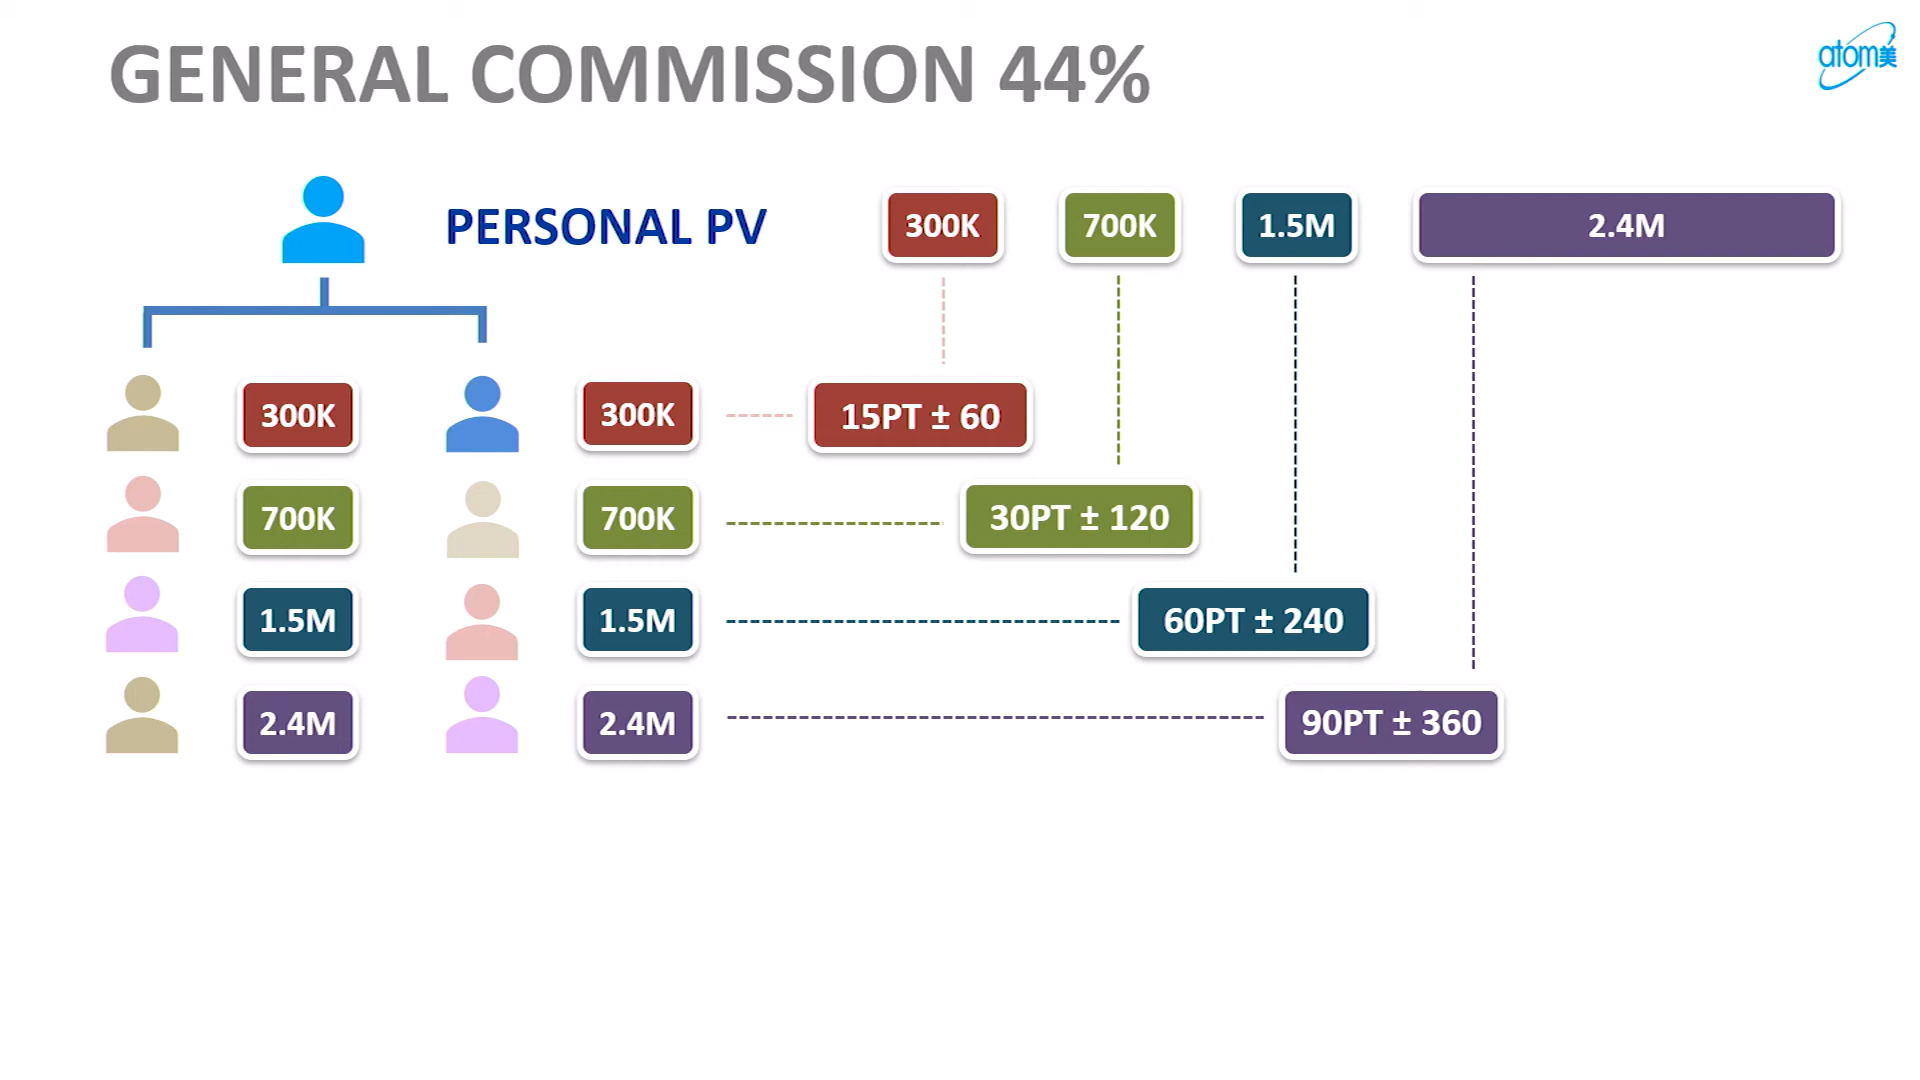 GENERAL COMMISSION 44%
atom美
PERSONAL PV
300K
700K
1.5M
2.4M
300K
300K
15PT ± 60
700K
700K
30PT ± 120
1.5M
1.5M
60PT ± 240
2.4M
2.4M
90PT ± 360